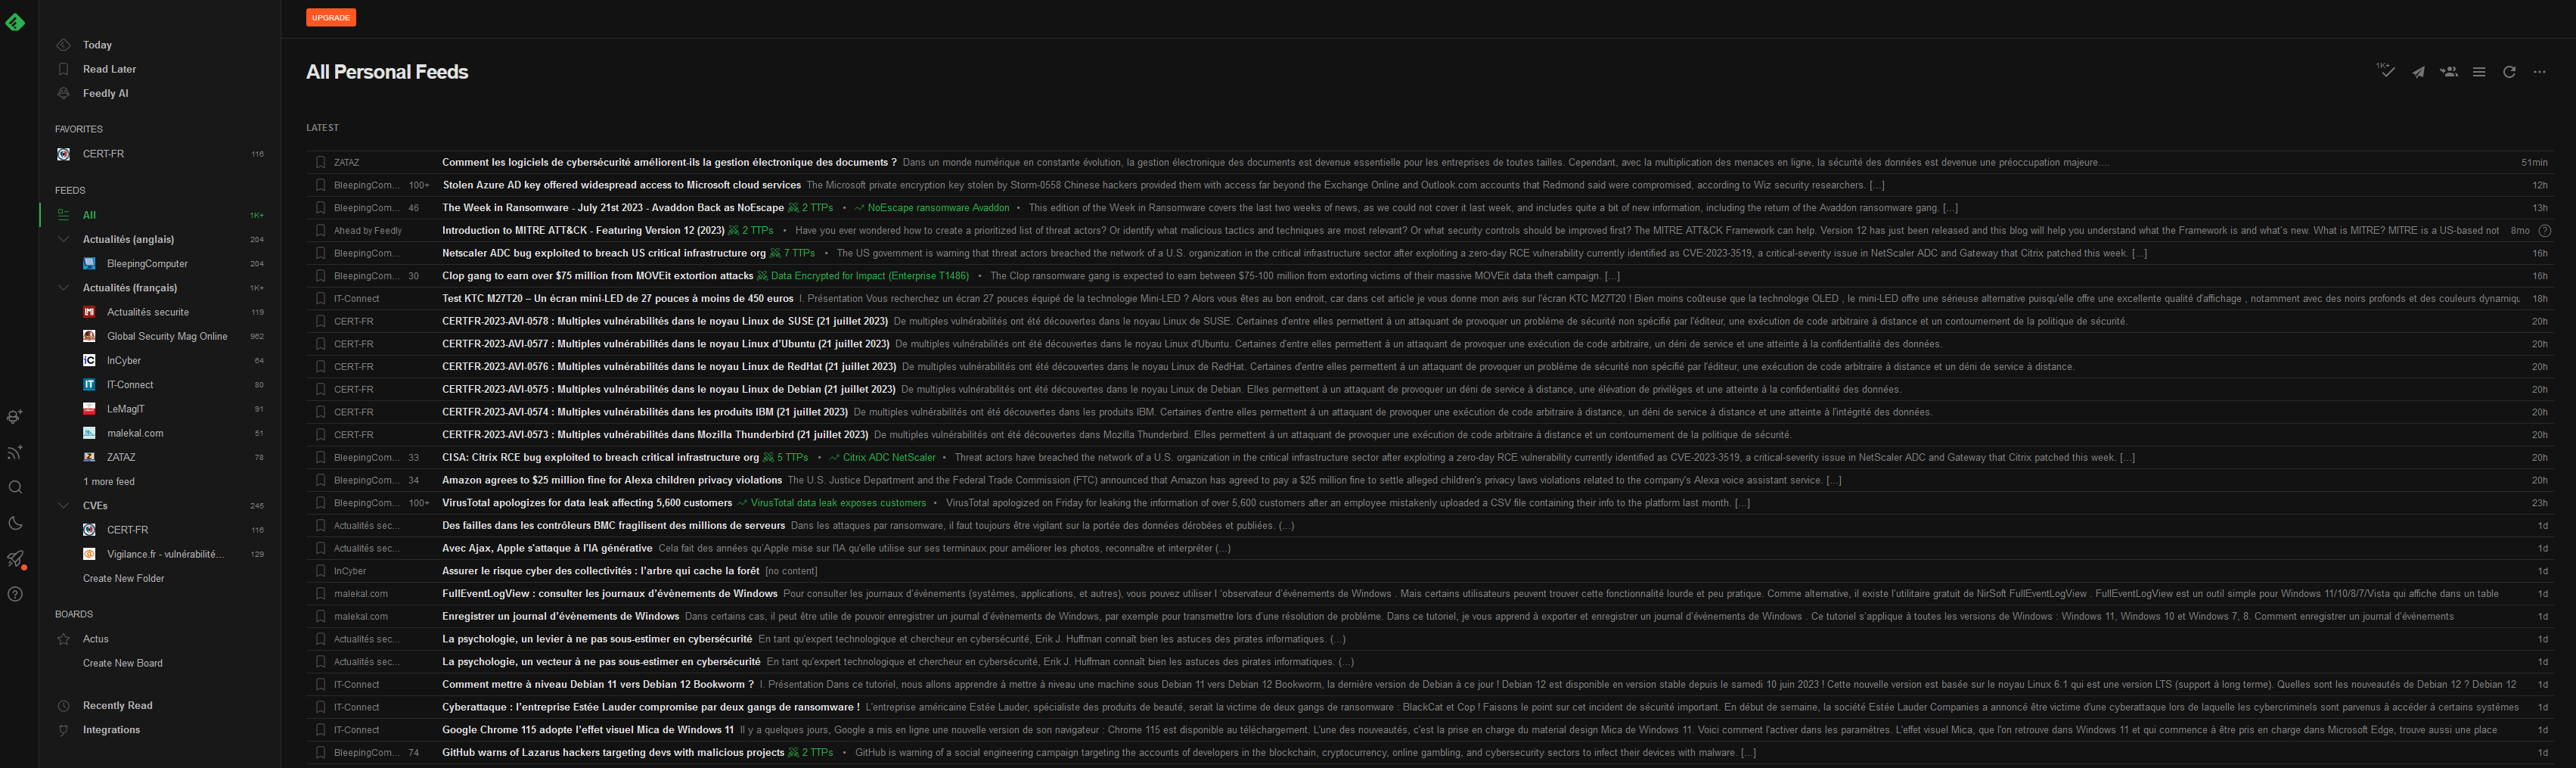 UPGRADE
Today
Read Later
Feedly AI
FAVORITES
CERT-FR 116
FEEDS
All 1K+
Actualités (anglais) 204
BleepingComputer 204
Actualités (français) 1K+
Actualités securite 119
Global Security Mag Online 962
InCyber 64
IT-Connect 80
LeMagIT 91
malekal.com 51
ZATAZ 78
1 more feed
CVEs 245
CERT-FR 116
Vigilance.fr - vulnérabilité... 129
Create New Folder
BOARDS
Actus
Create New Board
Recently Read
Integrations
All Personal Feeds
1K+
LATEST
ZATAZ Comment les logiciels de cybersécurité améliorent-ils la gestion électronique des documents ? Dans un monde numérique en constante évolution, la gestion électronique des documents est devenue essentielle pour les entreprises de toutes tailles. Cependant, avec la multiplication des menaces en ligne, la sécurité des données est devenue une préoccupation majeure.... 51min
BleepingCom... 100+ Stolen Azure AD key offered widespread access to Microsoft cloud services The Microsoft private encryption key stolen by Storm-0558 Chinese hackers provided them with access far beyond the Exchange Online and Outlook.com accounts that Redmond said were compromised, according to Wiz security researchers. [...] 12h
BleepingCom... 46 The Week in Ransomware - July 21st 2023 - Avaddon Back as NoEscape 2 TTPs • NoEscape ransomware Avaddon • This edition of the Week in Ransomware covers the last two weeks of news, as we could not cover it last week, and includes quite a bit of new information, including the return of the Avaddon ransomware gang. [...] 13h
Ahead by Feedly Introduction to MITRE ATT&CK - Featuring Version 12 (2023) 2 TTPs • Have you ever wondered how to create a prioritized list of threat actors? Or identify what malicious tactics and techniques are most relevant? Or what security controls should be improved first? The MITRE ATT&CK Framework can help. Version 12 has just been released and this blog will help you understand what the Framework is and what's new. What is MITRE? MITRE is a US-based not 8mo
BleepingCom... Netscaler ADC bug exploited to breach US critical infrastructure org 7 TTPs • The US government is warning that threat actors breached the network of a U.S. organization in the critical infrastructure sector after exploiting a zero-day RCE vulnerability currently identified as CVE-2023-3519, a critical-severity issue in NetScaler ADC and Gateway that Citrix patched this week. [...] 16h
BleepingCom... 30 Clop gang to earn over $75 million from MOVEit extortion attacks Data Encrypted for Impact (Enterprise T1486) • The Clop ransomware gang is expected to earn between $75-100 million from extorting victims of their massive MOVEit data theft campaign. [...] 16h
IT-Connect Test KTC M27T20 – Un écran mini-LED de 27 pouces à moins de 450 euros I. Présentation Vous recherchez un écran 27 pouces équipé de la technologie Mini-LED ? Alors vous êtes au bon endroit, car dans cet article je vous donne mon avis sur l'écran KTC M27T20 ! Bien moins coûteuse que la technologie OLED , le mini-LED offre une sérieuse alternative puisqu'elle offre une excellente qualité d'affichage , notamment avec des noirs profonds et des couleurs dynamiqu 18h
CERT-FR CERTFR-2023-AVI-0578 : Multiples vulnérabilités dans le noyau Linux de SUSE (21 juillet 2023) De multiples vulnérabilités ont été découvertes dans le noyau Linux de SUSE. Certaines d'entre elles permettent à un attaquant de provoquer un problème de sécurité non spécifié par l'éditeur, une exécution de code arbitraire à distance et un contournement de la politique de sécurité. 20h
CERT-FR CERTFR-2023-AVI-0577 : Multiples vulnérabilités dans le noyau Linux d'Ubuntu (21 juillet 2023) De multiples vulnérabilités ont été découvertes dans le noyau Linux d'Ubuntu. Certaines d'entre elles permettent à un attaquant de provoquer une exécution de code arbitraire, un déni de service et une atteinte à la confidentialité des données. 20h
CERT-FR CERTFR-2023-AVI-0576 : Multiples vulnérabilités dans le noyau Linux de RedHat (21 juillet 2023) De multiples vulnérabilités ont été découvertes dans le noyau Linux de RedHat. Certaines d'entre elles permettent à un attaquant de provoquer un problème de sécurité non spécifié par l'éditeur, une exécution de code arbitraire à distance et un déni de service à distance. 20h
CERT-FR CERTFR-2023-AVI-0575 : Multiples vulnérabilités dans le noyau Linux de Debian (21 juillet 2023) De multiples vulnérabilités ont été découvertes dans le noyau Linux de Debian. Elles permettent à un attaquant de provoquer un déni de service à distance, une élévation de privilèges et une atteinte à la confidentialité des données. 20h
CERT-FR CERTFR-2023-AVI-0574 : Multiples vulnérabilités dans les produits IBM (21 juillet 2023) De multiples vulnérabilités ont été découvertes dans les produits IBM. Certaines d'entre elles permettent à un attaquant de provoquer une exécution de code arbitraire à distance, un déni de service à distance et une atteinte à l'intégrité des données. 20h
CERT-FR CERTFR-2023-AVI-0573 : Multiples vulnérabilités dans Mozilla Thunderbird (21 juillet 2023) De multiples vulnérabilités ont été découvertes dans Mozilla Thunderbird. Elles permettent à un attaquant de provoquer une exécution de code arbitraire à distance et un contournement de la politique de sécurité. 20h
BleepingCom... 33 CISA: Citrix RCE bug exploited to breach critical infrastructure org 5 TTPs • Citrix ADC NetScaler • Threat actors have breached the network of a U.S. organization in the critical infrastructure sector after exploiting a zero-day RCE vulnerability currently identified as CVE-2023-3519, a critical-severity issue in NetScaler ADC and Gateway that Citrix patched this week. [...] 20h
BleepingCom... 34 Amazon agrees to $25 million fine for Alexa children privacy violations The U.S. Justice Department and the Federal Trade Commission (FTC) announced that Amazon has agreed to pay a $25 million fine to settle alleged children's privacy laws violations related to the company's Alexa voice assistant service. [...] 20h
BleepingCom... 100+ VirusTotal apologizes for data leak affecting 5,600 customers VirusTotal data leak exposes customers • VirusTotal apologized on Friday for leaking the information of over 5,600 customers after an employee mistakenly uploaded a CSV file containing their info to the platform last month. [...] 23h
Actualités sec... Des failles dans les contrôleurs BMC fragilisent des millions de serveurs Dans les attaques par ransomware, il faut toujours être vigilant sur la portée des données dérobées et publiées. (...) 1d
Actualités sec... Avec Ajax, Apple s'attaque à l'IA générative Cela fait des années qu'Apple mise sur l'IA qu'elle utilise sur ses terminaux pour améliorer les photos, reconnaître et interpréter (...) 1d
InCyber Assurer le risque cyber des collectivités : l'arbre qui cache la forêt [no content] 1d
malekal.com FullEventLogView : consulter les journaux d'évènements de Windows Pour consulter les journaux d'évènements (systèmes, applications, et autres), vous pouvez utiliser l 'observateur d'évènements de Windows . Mais certains utilisateurs peuvent trouver cette fonctionnalité lourde et peu pratique. Comme alternative, il existe l'utilitaire gratuit de NirSoft FullEventLogView . FullEventLogView est un outil simple pour Windows 11/10/8/7/Vista qui affiche dans un table 1d
malekal.com Enregistrer un journal d'évènements de Windows Dans certains cas, il peut être utile de pouvoir enregistrer un journal d'évènements de Windows, par exemple pour transmettre lors d'une résolution de problème. Dans ce tutoriel, je vous apprend à exporter et enregistrer un journal d'évènements de Windows . Ce tutoriel s'applique à toutes les versions de Windows : Windows 11, Windows 10 et Windows 7, 8. Comment enregistrer un journal d'évènements 1d
Actualités sec... La psychologie, un levier à ne pas sous-estimer en cybersécurité En tant qu'expert technologique et chercheur en cybersécurité, Erik J. Huffman connaît bien les astuces des pirates informatiques. (...) 1d
Actualités sec... La psychologie, un vecteur à ne pas sous-estimer en cybersécurité En tant qu'expert technologique et chercheur en cybersécurité, Erik J. Huffman connaît bien les astuces des pirates informatiques. (...) 1d
IT-Connect Comment mettre à niveau Debian 11 vers Debian 12 Bookworm ? I. Présentation Dans ce tutoriel, nous allons apprendre à mettre à niveau une machine sous Debian 11 vers Debian 12 Bookworm, la dernière version de Debian à ce jour ! Debian 12 est disponible en version stable depuis le samedi 10 juin 2023 ! Cette nouvelle version est basée sur le noyau Linux 6.1 qui est une version LTS (support à long terme). Quelles sont les nouveautés de Debian 12 ? Debian 12 1d
IT-Connect Cyberattaque : l'entreprise Estée Lauder compromise par deux gangs de ransomware ! L'entreprise américaine Estée Lauder, spécialiste des produits de beauté, serait la victime de deux gangs de ransomware : BlackCat et Cop ! Faisons le point sur cet incident de sécurité important. En début de semaine, la société Estée Lauder Companies a annoncé être victime d'une cyberattaque lors de laquelle les cybercriminels sont parvenus à accéder à certains systèmes 1d
IT-Connect Google Chrome 115 adopte l'effet visuel Mica de Windows 11 Il y a quelques jours, Google a mis en ligne une nouvelle version de son navigateur : Chrome 115 est disponible au téléchargement. L'une des nouveautés, c'est la prise en charge du material design Mica de Windows 11. Voici comment l'activer dans les paramètres. L'effet visuel Mica, que l'on retrouve dans Windows 11 et qui commence à être pris en charge dans Microsoft Edge, trouve aussi une place 1d
BleepingCom... 74 GitHub warns of Lazarus hackers targeting devs with malicious projects 2 TTPs • GitHub is warning of a social engineering campaign targeting the accounts of developers in the blockchain, cryptocurrency, online gambling, and cybersecurity sectors to infect their devices with malware. [...] 1d